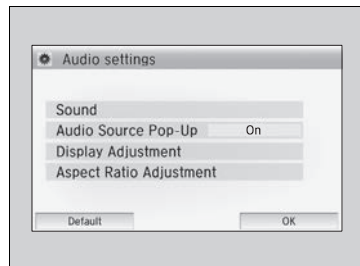 Audio settings
Sound
Audio Source Pop-Up On
Display Adjustment
Aspect Ratio Adjustment
Default OK